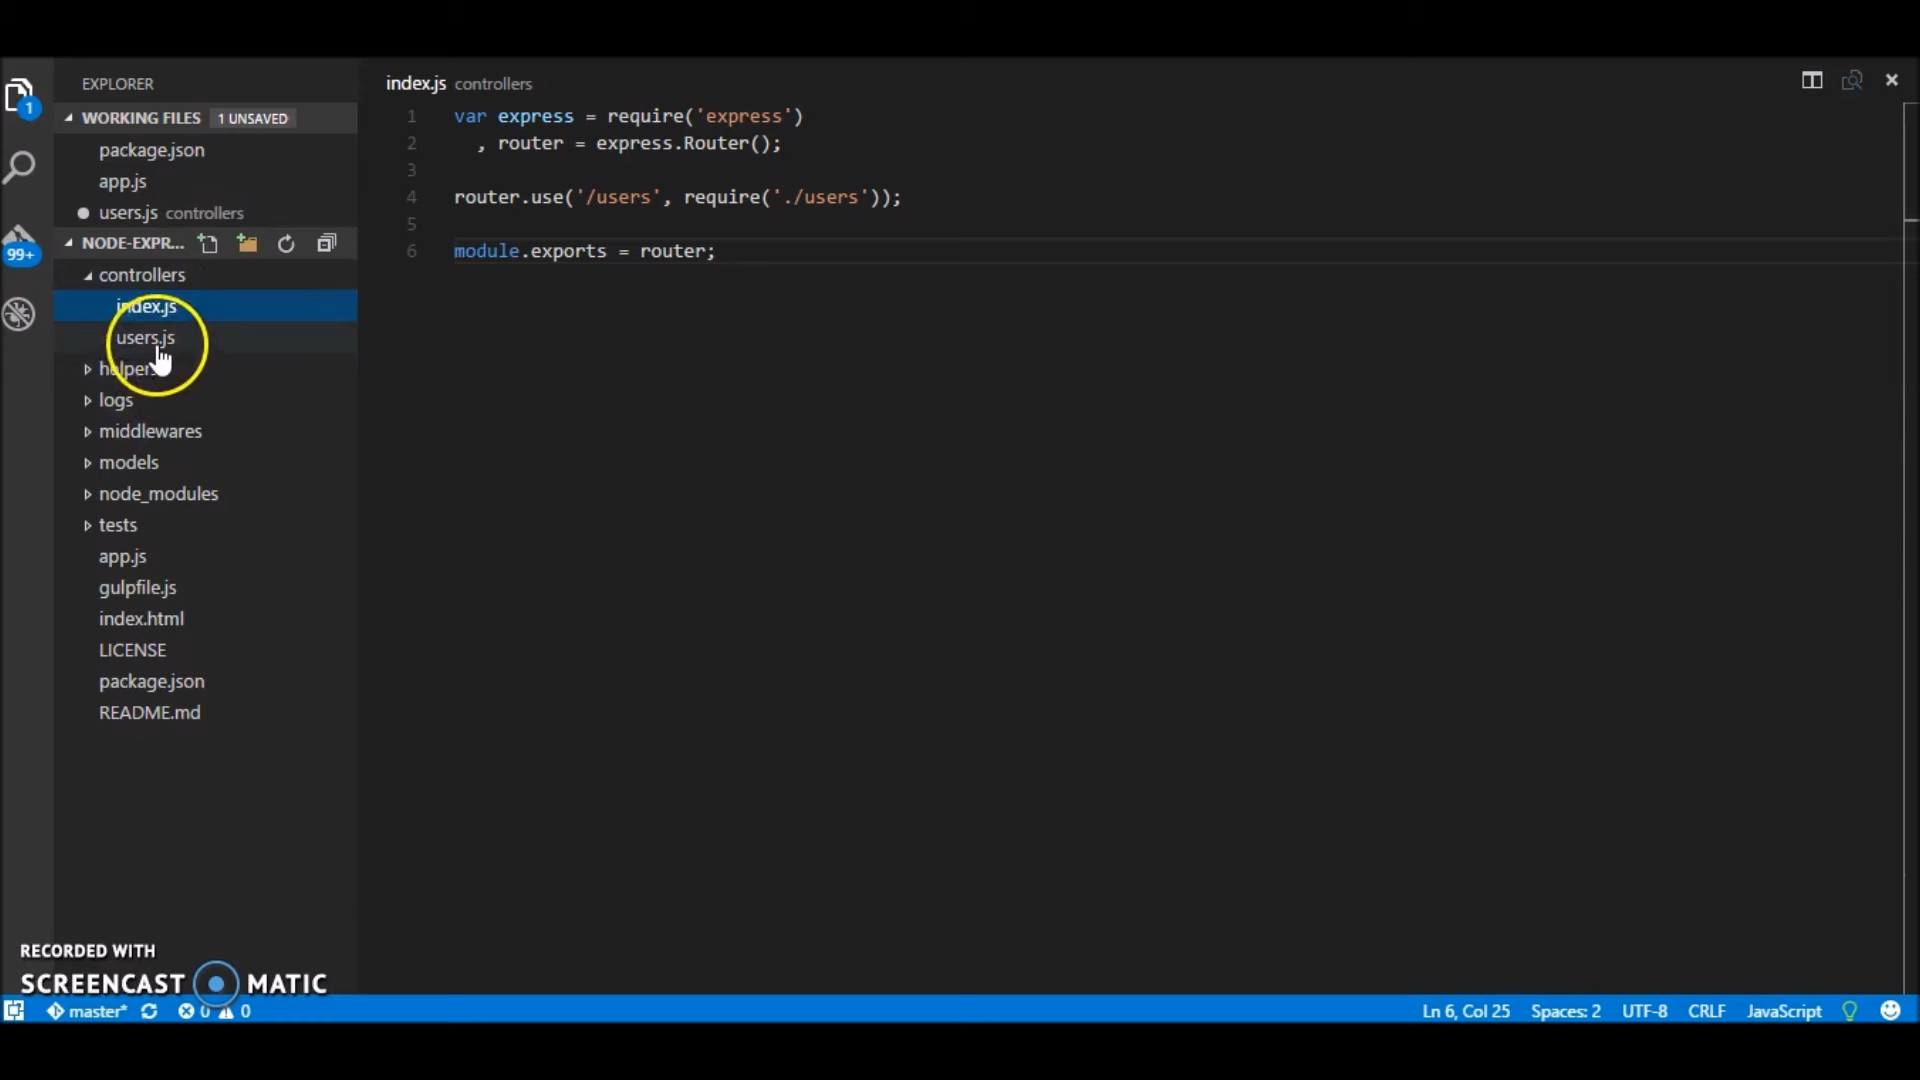 EXPLORER
WORKING FILES 1 UNSAVED
package.json
app.js
users.js controllers
NODE-EXPR...
controllers
index.js
users.js
helpers
logs
middlewares
models
node_modules
tests
app.js
gulpfile.js
index.html
LICENSE
package.json
README.md
1
99+
index.js controllers
1 var express = require('express')
2 , router = express.Router();
3
4 router.use('/users', require('./users'));
5
6 module.exports = router;
RECORDED WITH
SCREENCAST MATIC
master* 0 0 Ln 6, Col 25 Spaces: 2 UTF-8 CRLF JavaScript